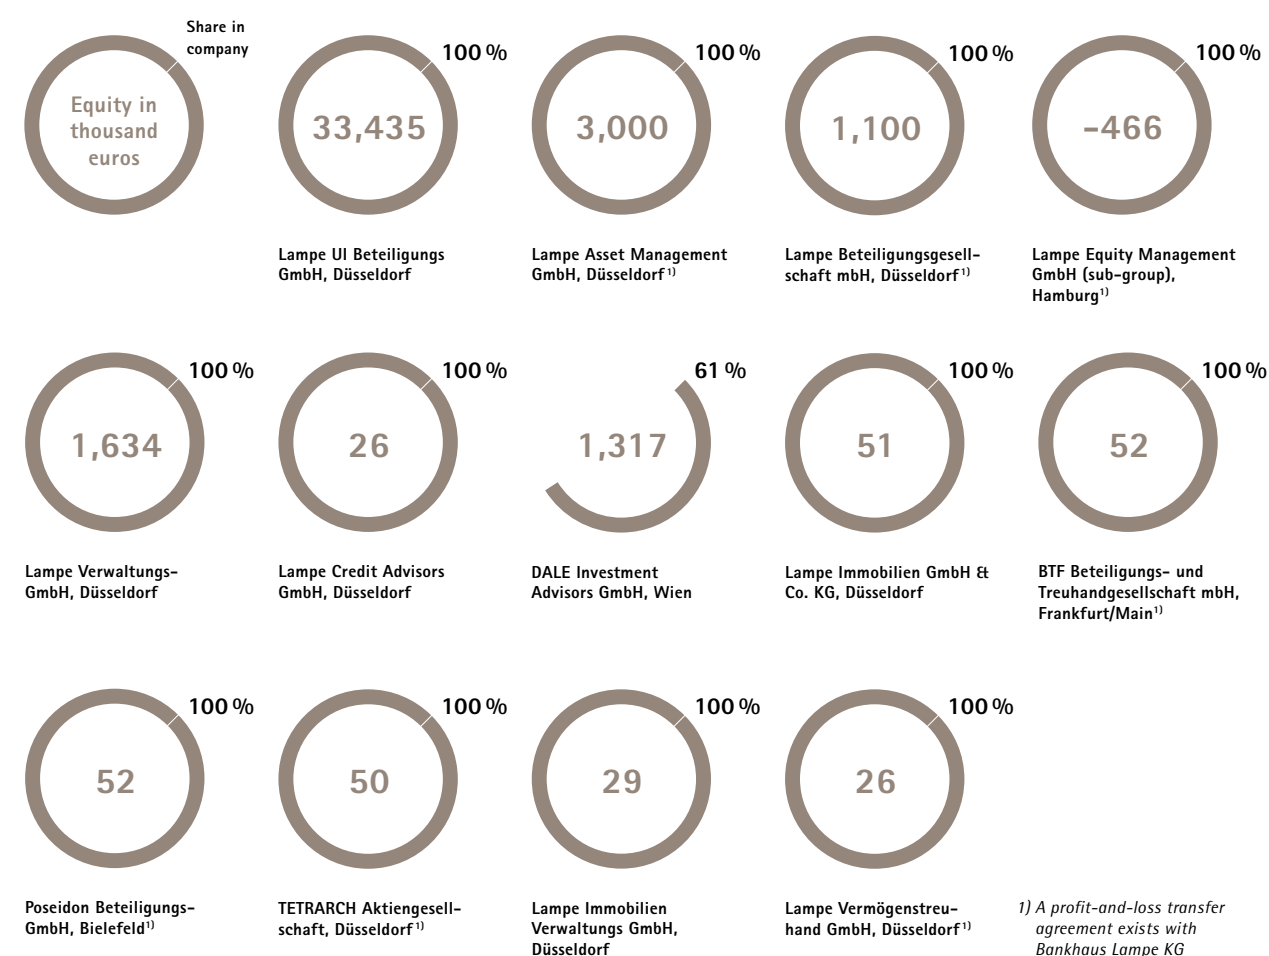 Share in
company
Equity in
thousand
euros
100 %
33,435
Lampe UI Beteiligungs
GmbH, Düsseldorf
100 %
3,000
Lampe Asset Management
GmbH, Düsseldorf 1)
100 %
1,100
Lampe Beteiligungsgesell-
schaft mbH, Düsseldorf 1)
100 %
-466
Lampe Equity Management
GmbH (sub-group),
Hamburg1)
100 %
1,634
Lampe Verwaltungs-
GmbH, Düsseldorf
100 %
26
Lampe Credit Advisors
GmbH, Düsseldorf
61 %
1,317
DALE Investment
Advisors GmbH, Wien
100 %
51
Lampe Immobilien GmbH &
Co. KG, Düsseldorf
100 %
52
BTF Beteiligungs- und
Treuhandgesellschaft mbH,
Frankfurt/Main1)
100 %
52
Poseidon Beteiligungs-
GmbH, Bielefeld1)
100 %
50
TETRARCH Aktiengesell-
schaft, Düsseldorf 1)
100 %
29
Lampe Immobilien
Verwaltungs GmbH,
Düsseldorf
100 %
26
Lampe Vermögenstreu-
hand GmbH, Düsseldorf 1)
1) A profit-and-loss transfer
agreement exists with
Bankhaus Lampe KG